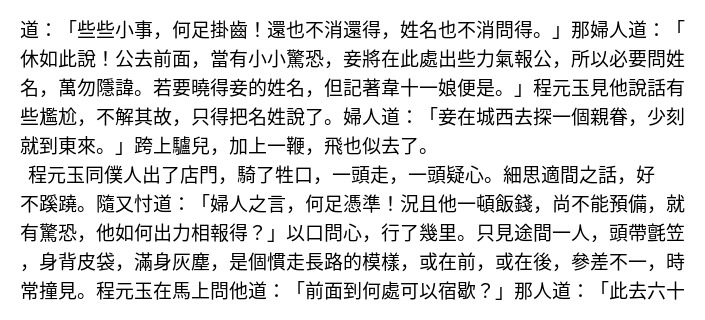 道：「些些小事，何足掛齒！還也不消還得，姓名也不消問得。」那婦人道：「
休如此說！公去前面，當有小小驚恐，妾將在此處出些力氣報公，所以必要問姓
名，萬勿隱諱。若要曉得妾的姓名，但記著韋十一娘便是。」程元玉見他說話有
些尷尬，不解其故，只得把名姓說了。婦人道：「妾在城西去探一個親眷，少刻
就到東來。」跨上驢兒，加上一鞭，飛也似去了。
程元玉同僕人出了店門，騎了牲口，一頭走，一頭疑心。細思適間之話，好
不蹊蹺。隨又忖道：「婦人之言，何足憑準！況且他一頓飯錢，尚不能預備，就
有驚恐，他如何出力相報得？」以口問心，行了幾里。只見途間一人，頭帶氈笠
，身背皮袋，滿身灰塵，是個慣走長路的模樣，或在前，或在後，參差不一，時
常撞見。程元玉在馬上問他道：「前面到何處可以宿歇？」那人道：「此去六十